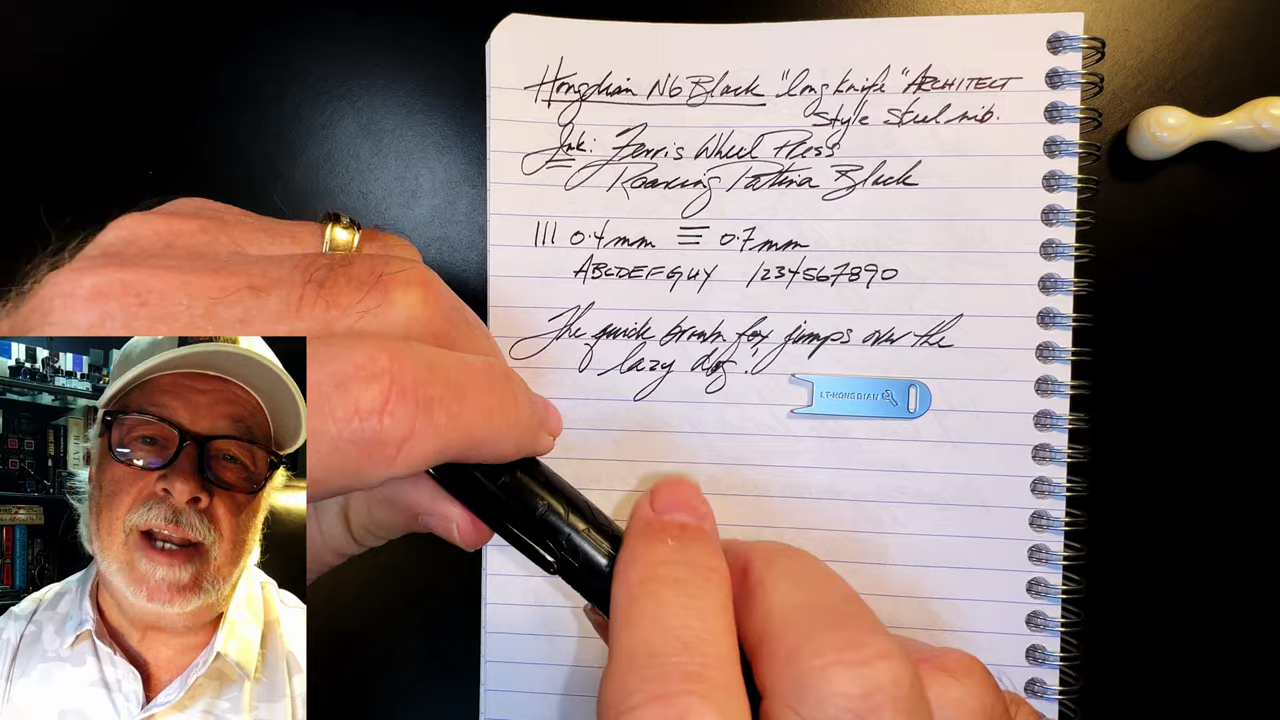 Hongdian N6 Black "long knife" ARCHITECT
Style Steel nib.
Ink: Ferris Wheel Press
Roaring Patina Black
||| 0.4mm ≡ 0.7mm
ABCDEFGHIJ 1234567890
The quick brown fox jumps over the
lazy dog!
LT-HONGDIAN